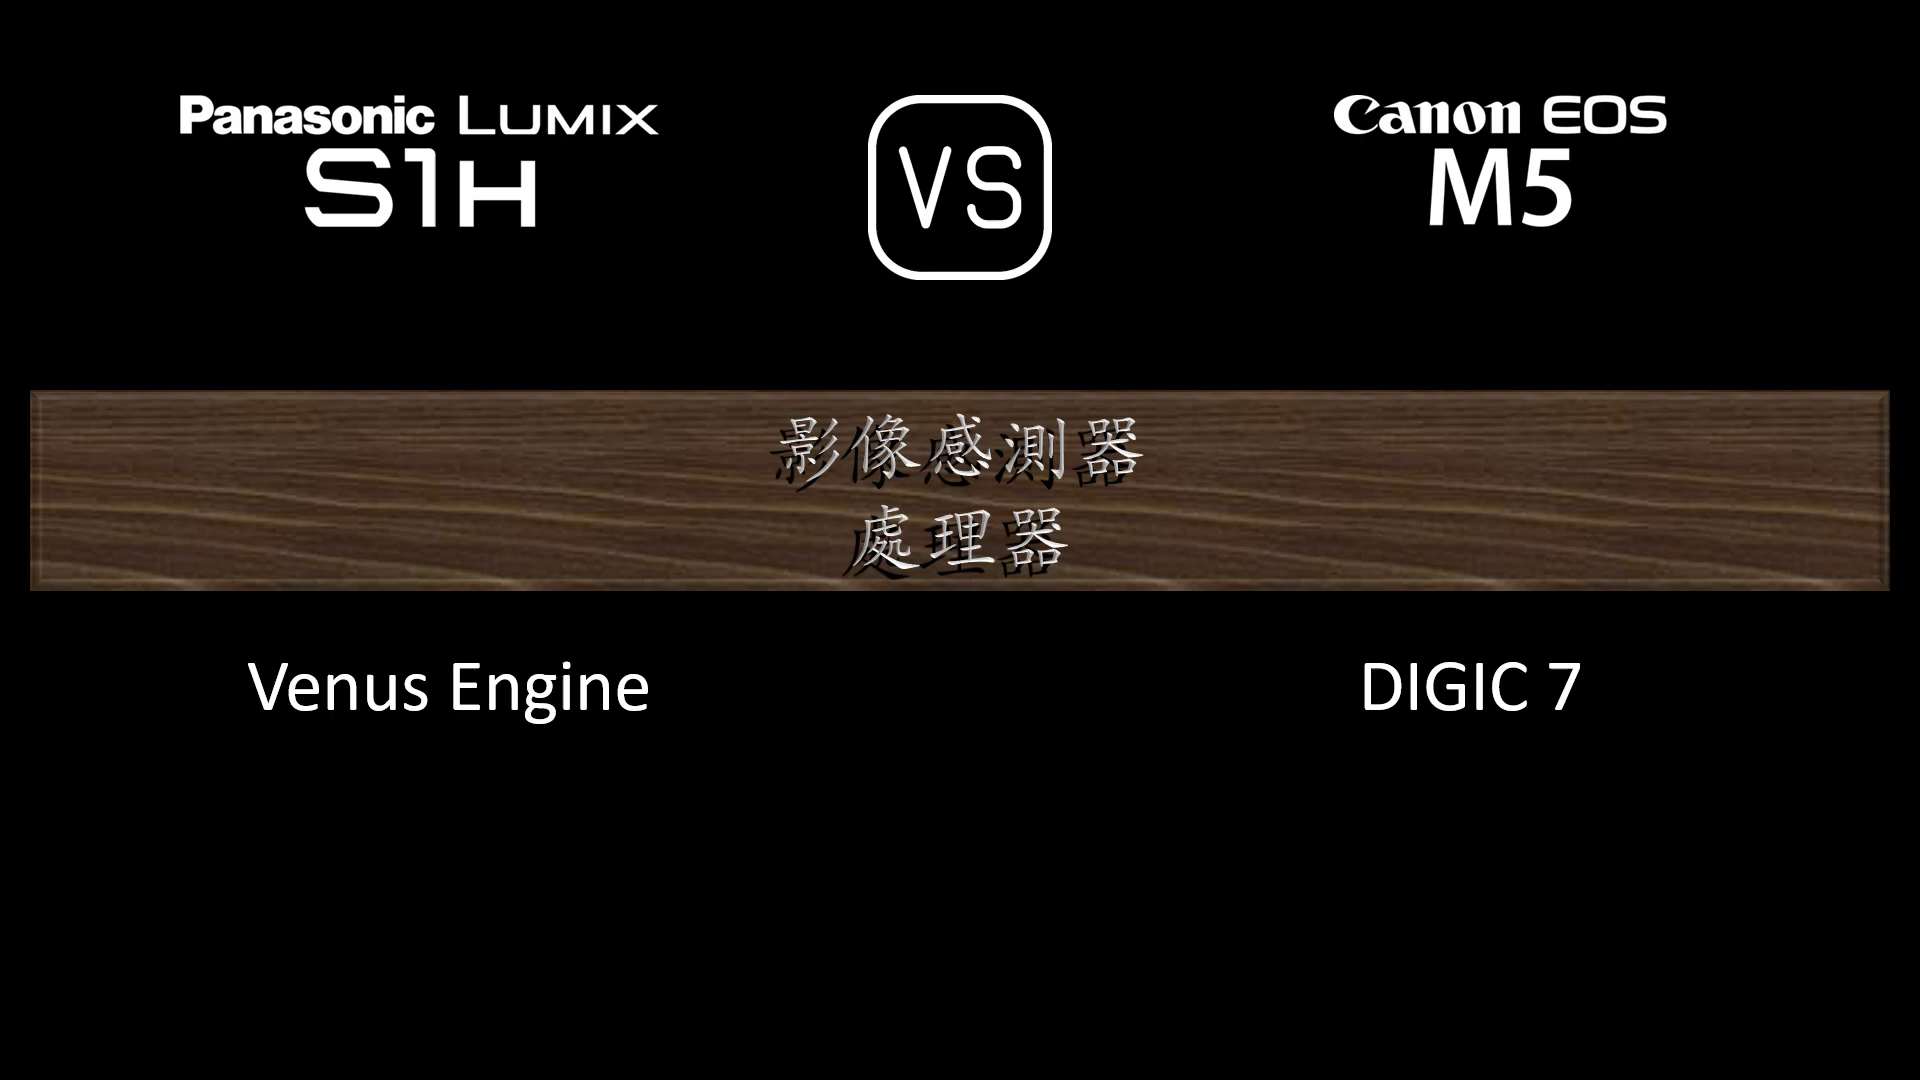 Panasonic LUMIX
S1H
VS
Canon EOS
M5
影像感測器
處理器
Venus Engine
DIGIC 7